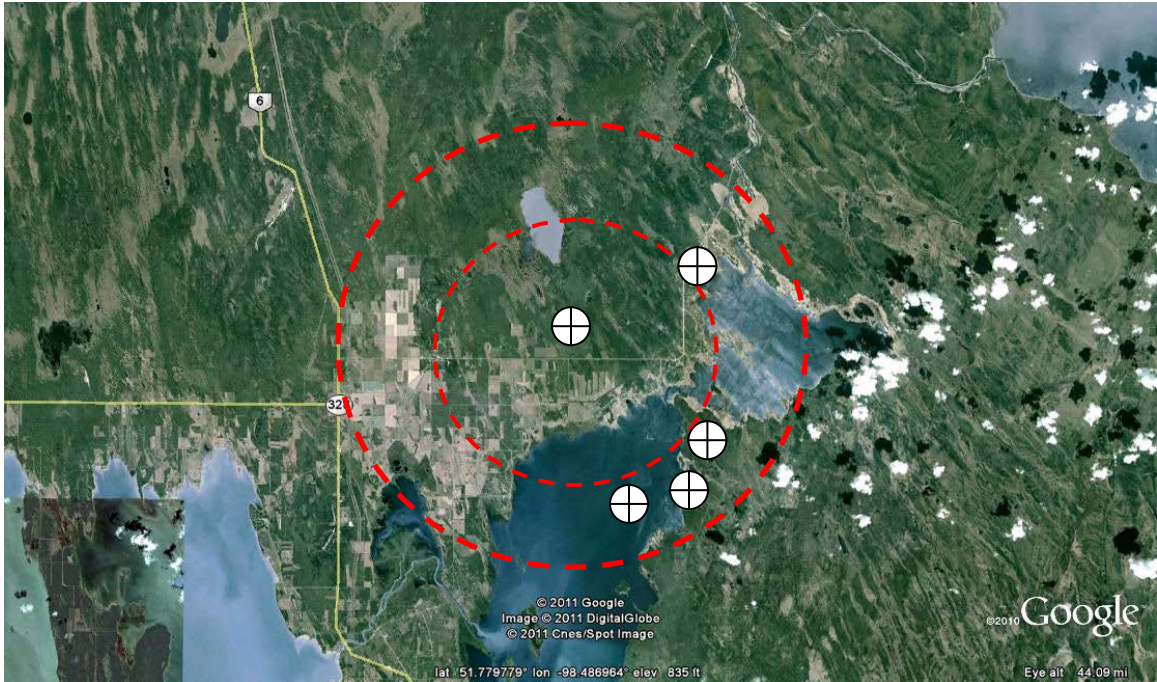 6
325
© 2011 Google
Image © 2011 DigitalGlobe
© 2011 Cnes/Spot Image
©2010 Google
lat 51.779779° lon -98.486964° elev 835 ft
Eye alt 44.09 mi